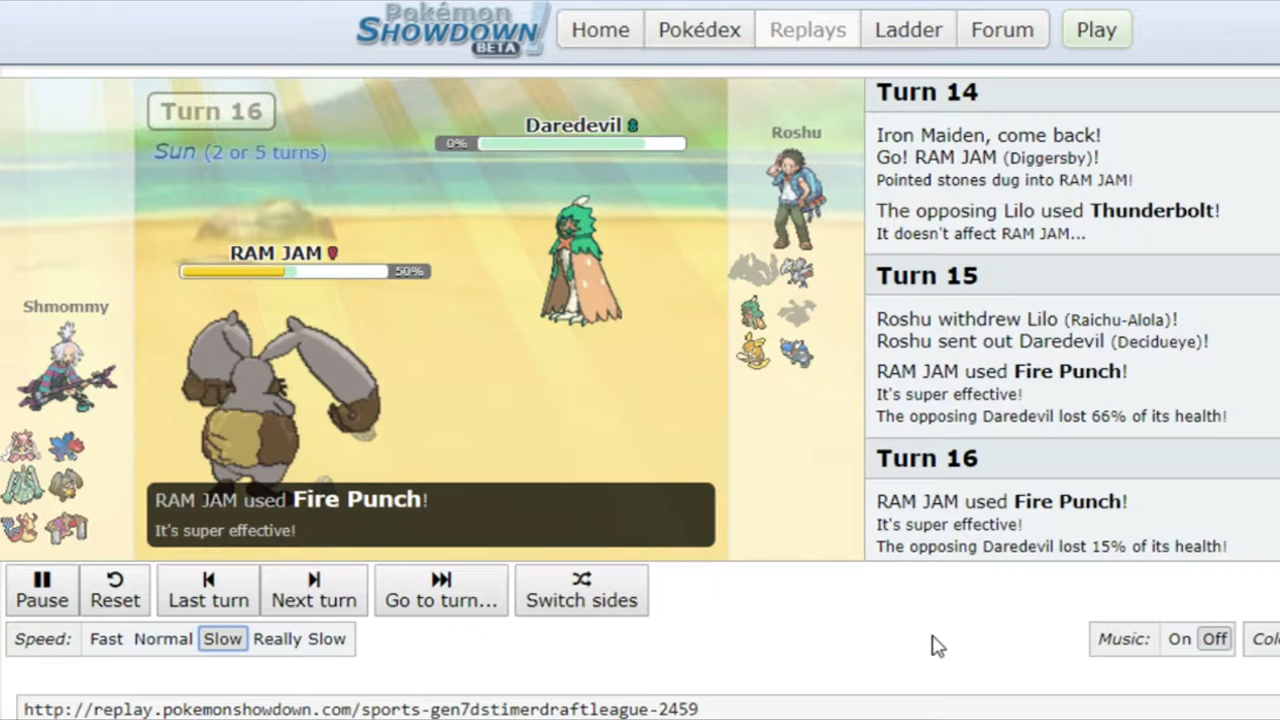 Pokémon
SHOWDOWN!
BETA
Home
Pokédex
Replays
Ladder
Forum
Play
Turn 16
Sun (2 or 5 turns)
Daredevil
0%
RAM JAM
50%
Shmommy
Roshu
RAM JAM used Fire Punch!
It's super effective!
Turn 14
Iron Maiden, come back!
Go! RAM JAM (Diggersby)!
Pointed stones dug into RAM JAM!
The opposing Lilo used Thunderbolt!
It doesn't affect RAM JAM...
Turn 15
Roshu withdrew Lilo (Raichu-Alola)!
Roshu sent out Daredevil (Decidueye)!
RAM JAM used Fire Punch!
It's super effective!
The opposing Daredevil lost 66% of its health!
Turn 16
RAM JAM used Fire Punch!
It's super effective!
The opposing Daredevil lost 15% of its health!
Pause
Reset
Last turn
Next turn
Go to turn...
Switch sides
Speed: Fast Normal Slow Really Slow
Music: On Off
http://replay.pokemonshowdown.com/sports-gen7dstimerdraftleague-2459